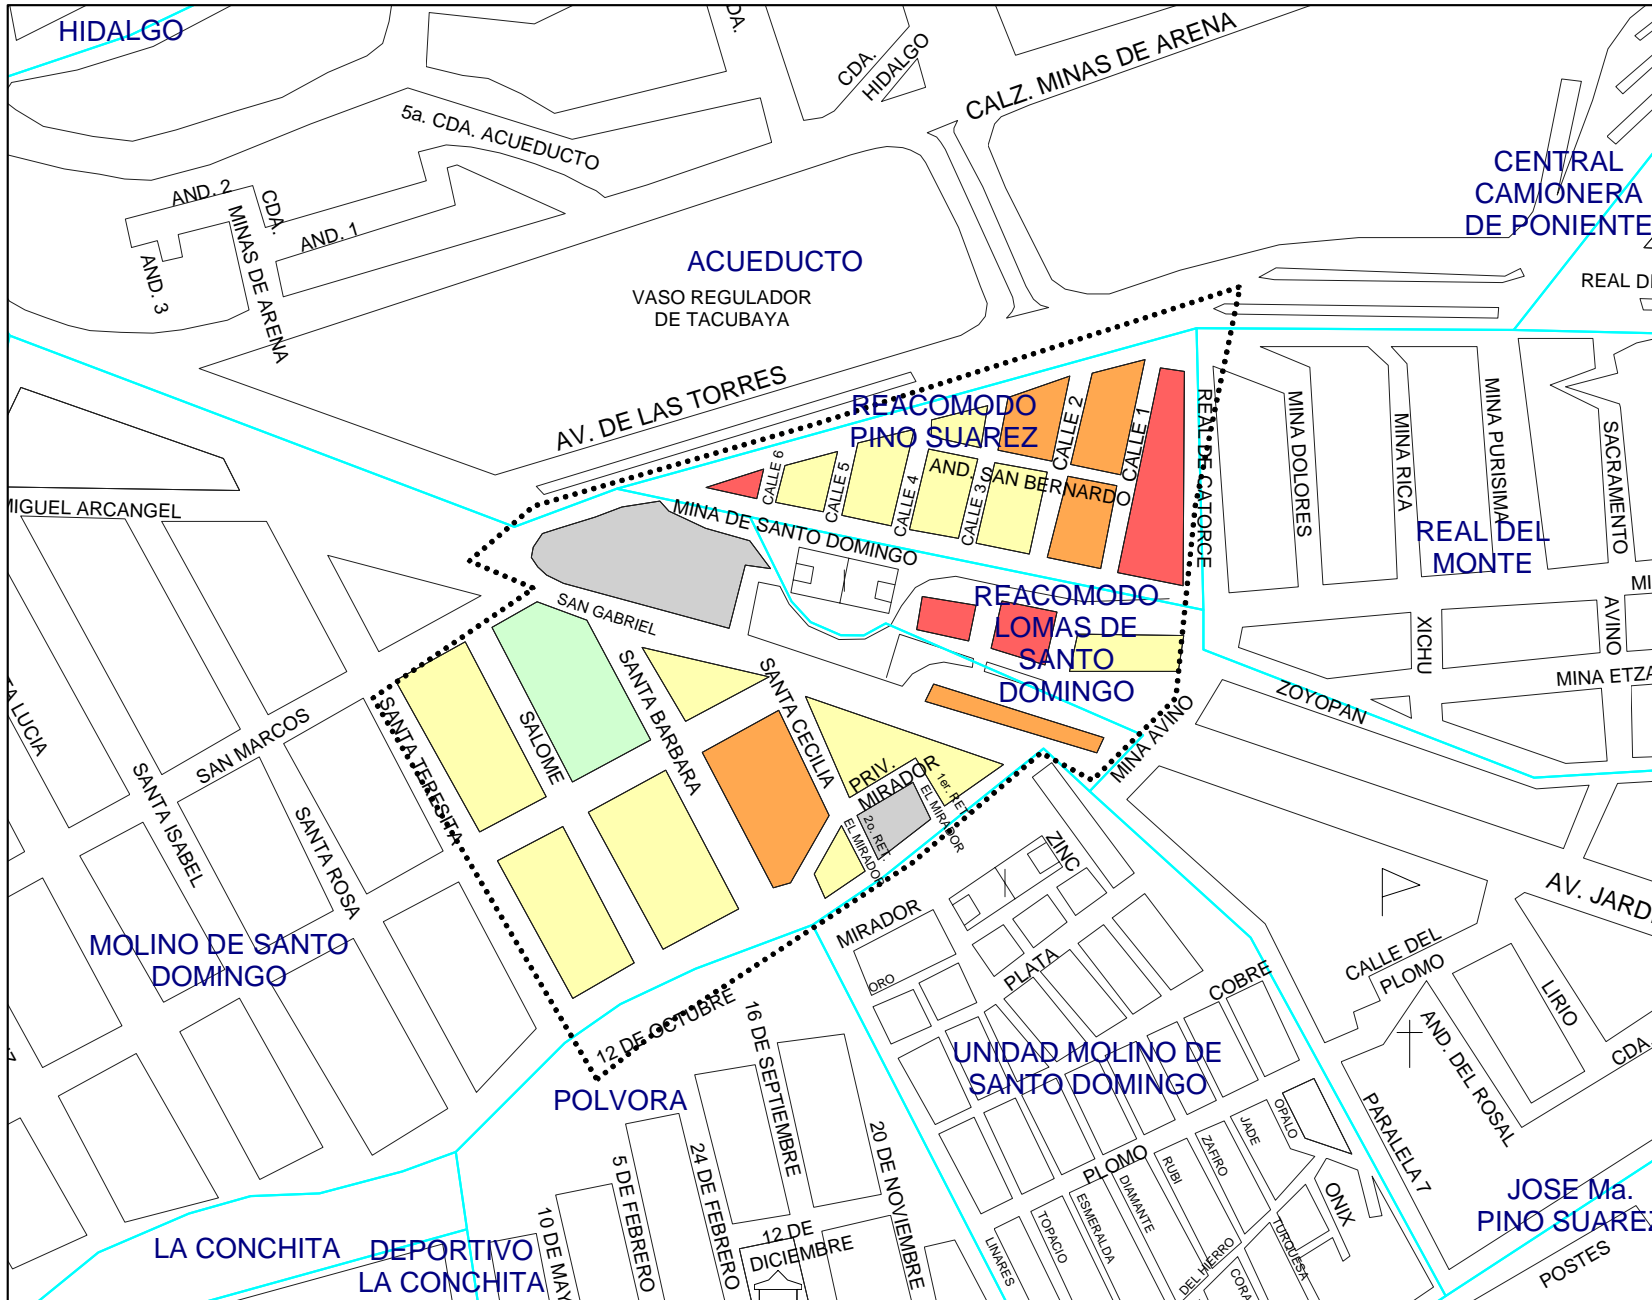 HIDALGO
CDA.
CDA.
HIDALGO
CALZ. MINAS DE ARENA
5a. CDA. ACUEDUCTO
AND. 2
CDA.
MINAS DE ARENA
AND. 1
AND. 3
CENTRAL
CAMIONERA
DE PONIENTE
ACUEDUCTO
VASO REGULADOR
DE TACUBAYA
REAL DE
AV. DE LAS TORRES
REACOMODO
PINO SUAREZ
CALLE 6
CALLE 5
CALLE 4
CALLE 3
CALLE 2
CALLE 1
AND. SAN BERNARDO
REAL DE CATORCE
MINA DOLORES
MINA RICA
MINA PURISIMA
SACRAMENTO
REAL DEL
MONTE
MIGUEL ARCANGEL
MINA DE SANTO DOMINGO
REACOMODO
LOMAS DE
SANTO
DOMINGO
MI
AVINO
XICHU
MINA ETZA
ZOYOPAN
MINA AVINO
SAN GABRIEL
SANTA BARBARA
SANTA CECILIA
SALOME
SANTA TERESITA
SAN MARCOS
LUCIA
SANTA ISABEL
SANTA ROSA
PRIV.
MIRADOR
1er. RET.
EL MIRADOR
2o. RET.
EL MIRADOR
MOLINO DE SANTO
DOMINGO
ZINC
MIRADOR
ORO
PLATA
COBRE
AV. JARD
CALLE DEL
PLOMO
LIRIO
AND. DEL ROSAL
CDA.
12 DE OCTUBRE
16 DE SEPTIEMBRE
POLVORA
UNIDAD MOLINO DE
SANTO DOMINGO
OPALO
JADE
ZAFIRO
RUBI
PLOMO
DIAMANTE
ESMERALDA
TOPACIO
LINARES
PARALELA 7
ONIX
TURQUESA
DEL HIERRO
CORA
20 DE NOVIEMBRE
24 DE FEBRERO
5 DE FEBRERO
10 DE MAY
12 DE
DICIEMBRE
JOSE Ma.
PINO SUAREZ
POSTES
LA CONCHITA
DEPORTIVO
LA CONCHITA